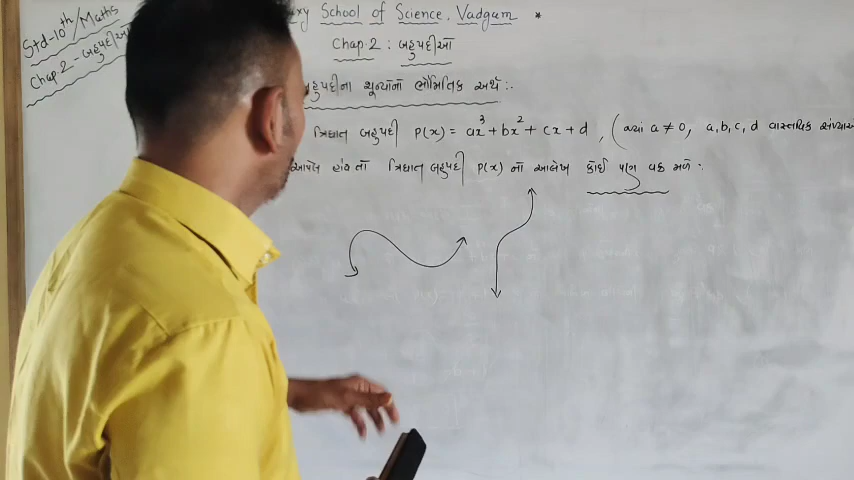 School of Science, Vadgam *
Std-10th/Maths
Chap.2 - બહુપદીઓ
Chap.2 : બહુપદીઓ
બહુપદીના શૂન્યોનો ભૌમિતિક અર્થ :-
ત્રિઘાત બહુપદી P(x) = ax³ + bx² + cx + d , (જ્યાં a ≠ 0, a, b, c, d વાસ્તવિક
આપેલ હોય તો ત્રિઘાત બહુપદી P(x) નો આલેખ કોઈ પણ વક્ર મળે.